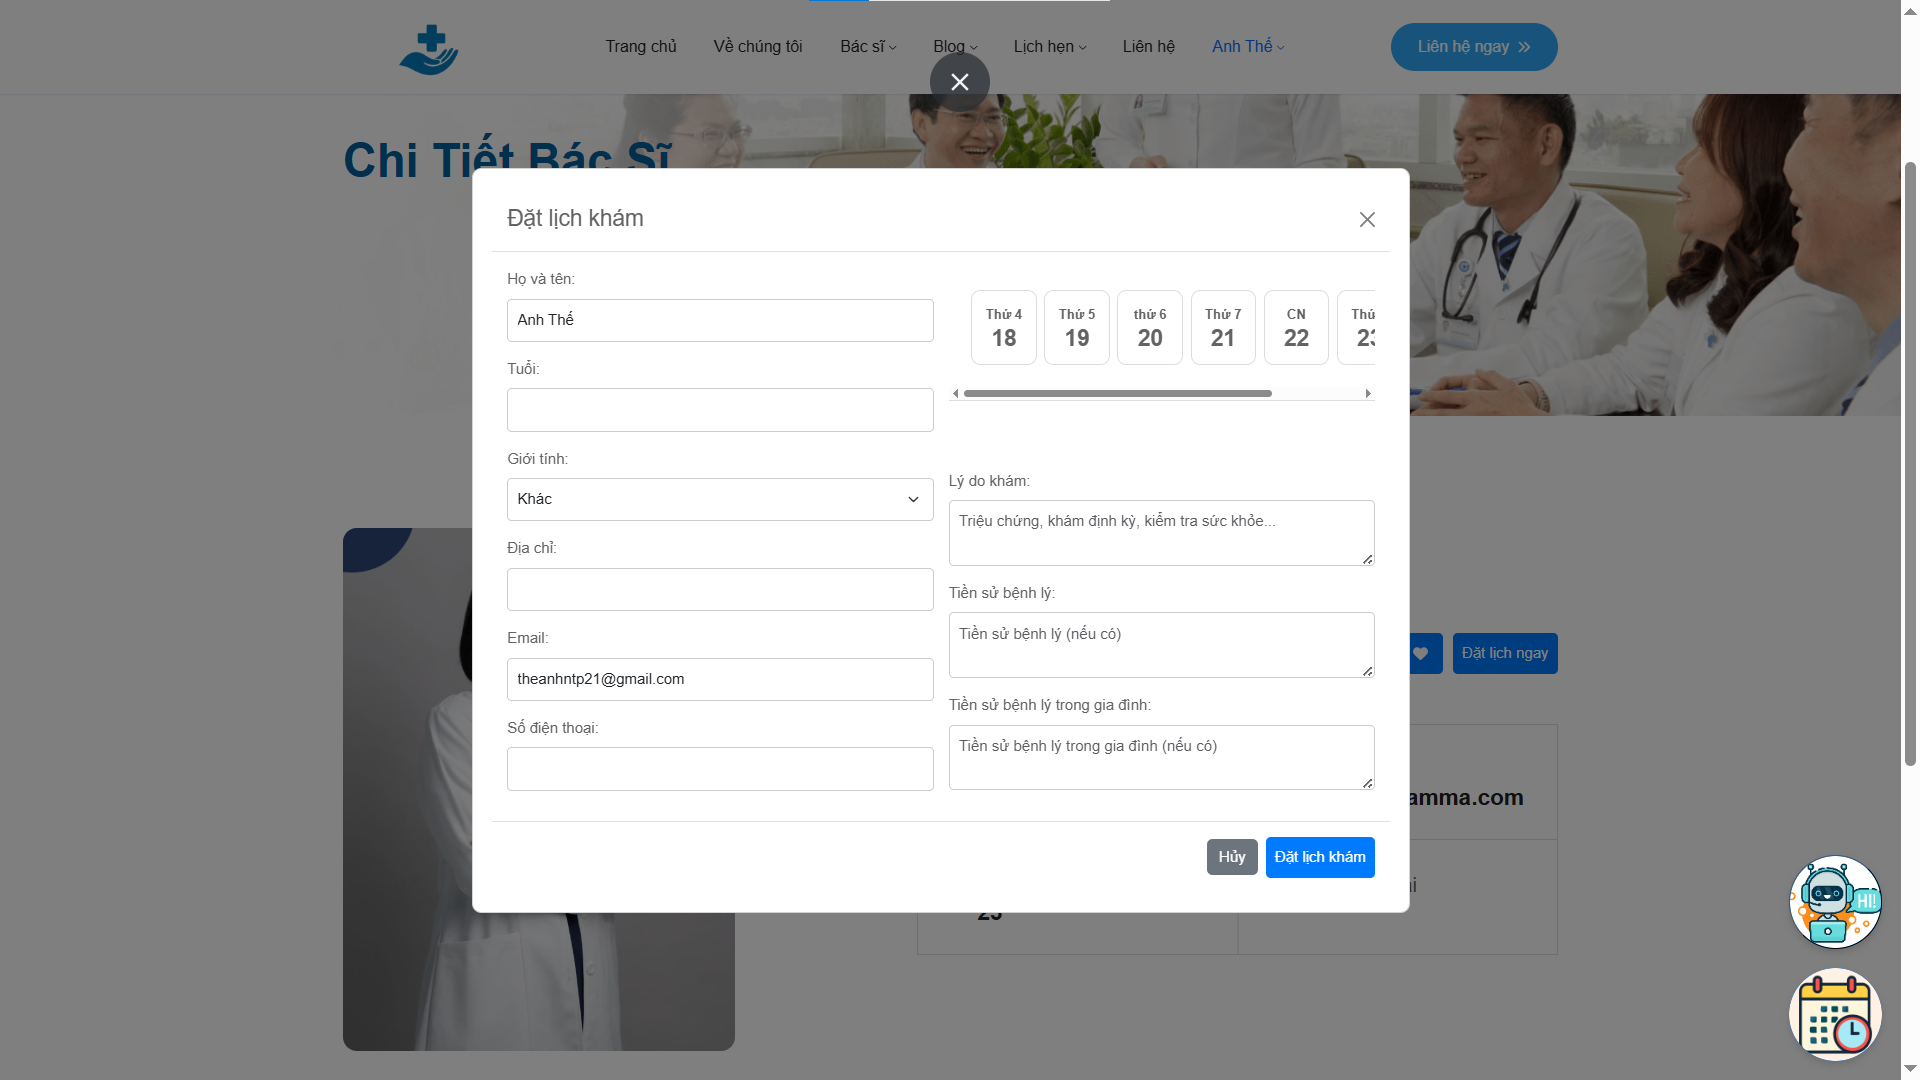 Trang chủ
Về chúng tôi
Bác sĩ
Blog
Lịch hẹn
Liên hệ
Anh Thế
Liên hệ ngay
Chi Tiết Bác Sĩ
Đặt lịch khám
Họ và tên:
Anh Thế
Tuổi:
Giới tính:
Khác
Địa chỉ:
Email:
theanhntp21@gmail.com
Số điện thoại:
Thứ 4
18
Thứ 5
19
thứ 6
20
Thứ 7
21
CN
22
Lý do khám:
Triệu chứng, khám định kỳ, kiểm tra sức khỏe...
Tiền sử bệnh lý:
Tiền sử bệnh lý (nếu có)
Tiền sử bệnh lý trong gia đình:
Tiền sử bệnh lý trong gia đình (nếu có)
Hủy
Đặt lịch khám
Đặt lịch ngay
amma.com
HI!